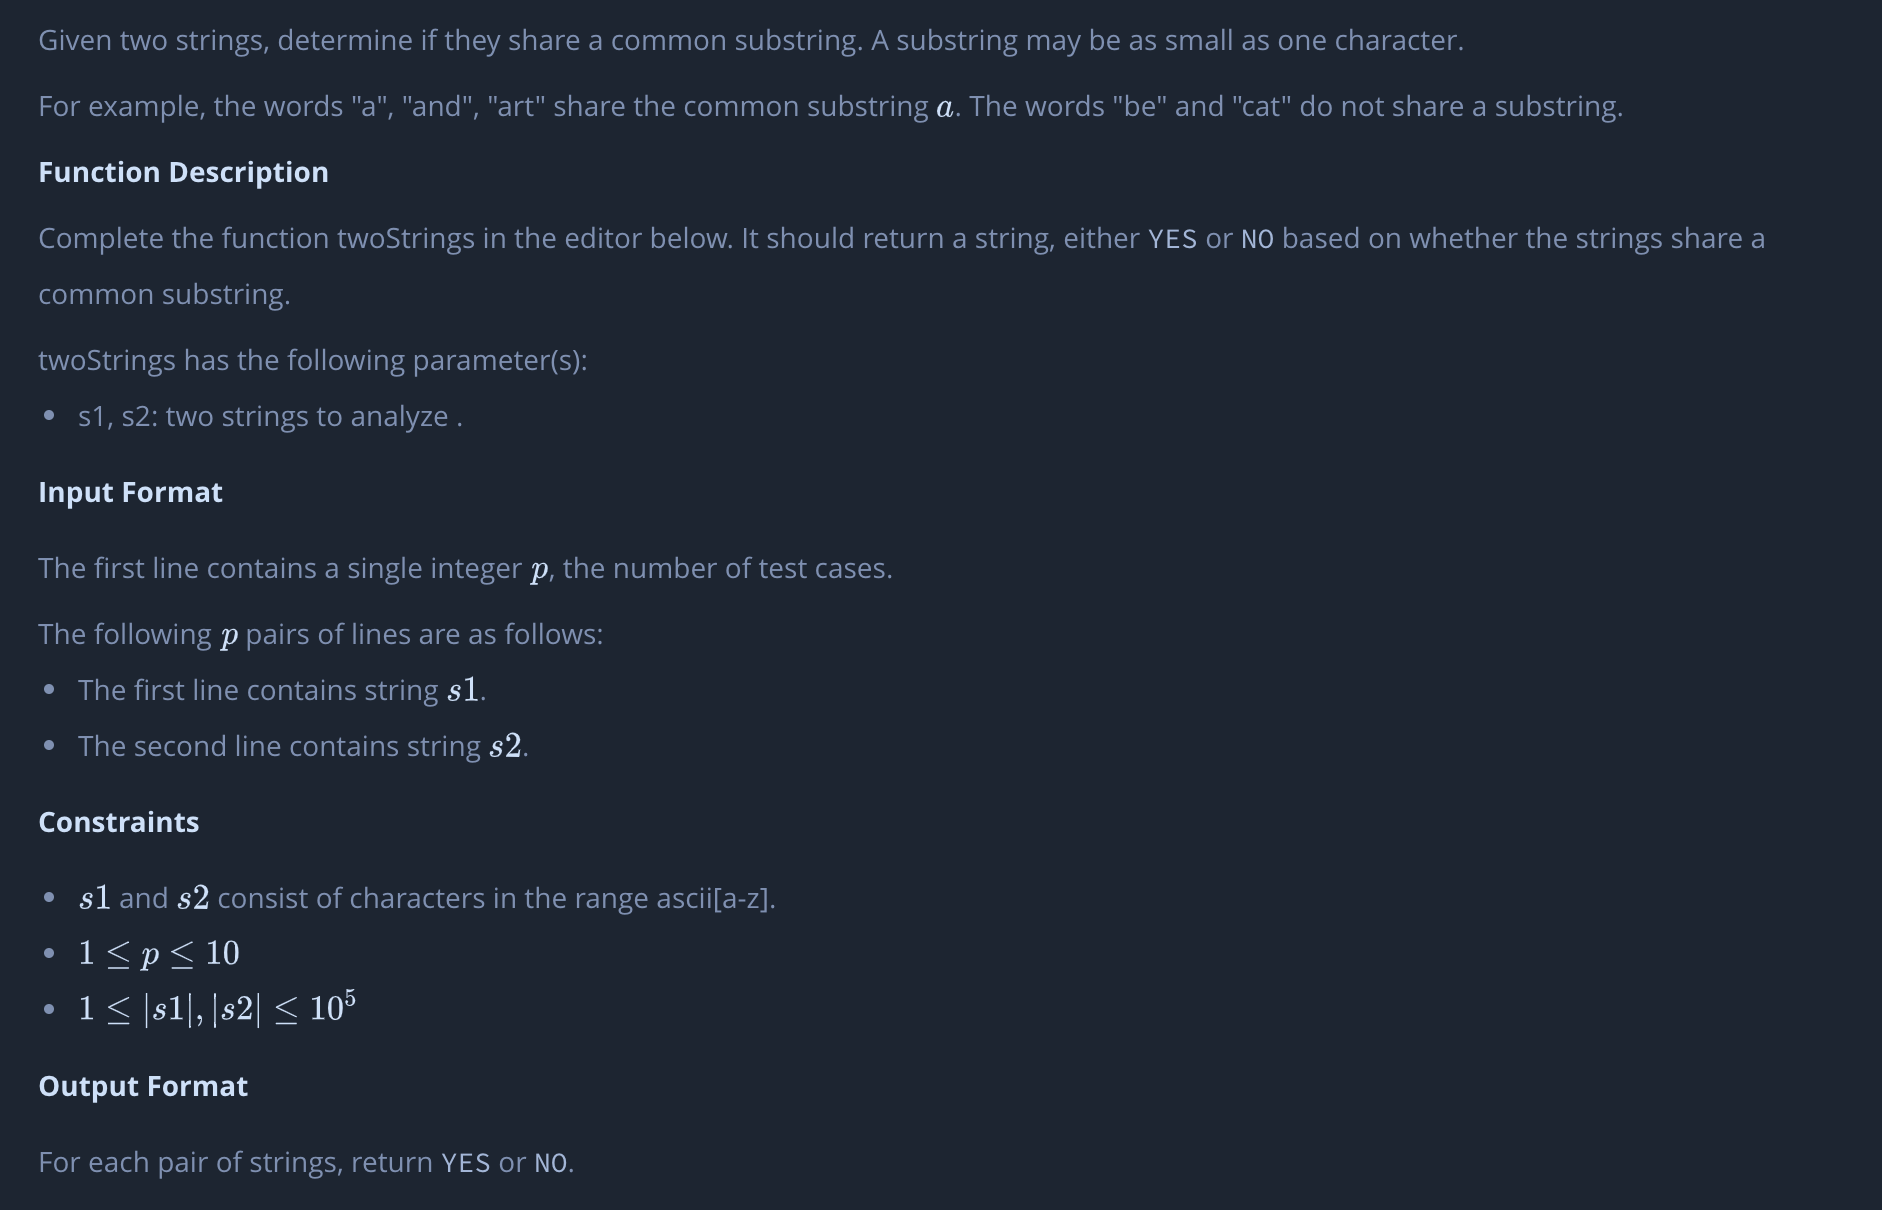 Given two strings, determine if they share a common substring. A substring may be as small as one character.
For example, the words "a", "and", "art" share the common substring a. The words "be" and "cat" do not share a substring.
Function Description
Complete the function twoStrings in the editor below. It should return a string, either YES or NO based on whether the strings share a
common substring.
twoStrings has the following parameter(s):
• s1, s2: two strings to analyze .
Input Format
The first line contains a single integer p, the number of test cases.
The following p pairs of lines are as follows:
• The first line contains string s1.
• The second line contains string s2.
Constraints
• s1 and s2 consist of characters in the range ascii[a-z].
• 1 ≤ p ≤ 10
• 1 ≤ |s1|, |s2| ≤ 10⁵
Output Format
For each pair of strings, return YES or NO.